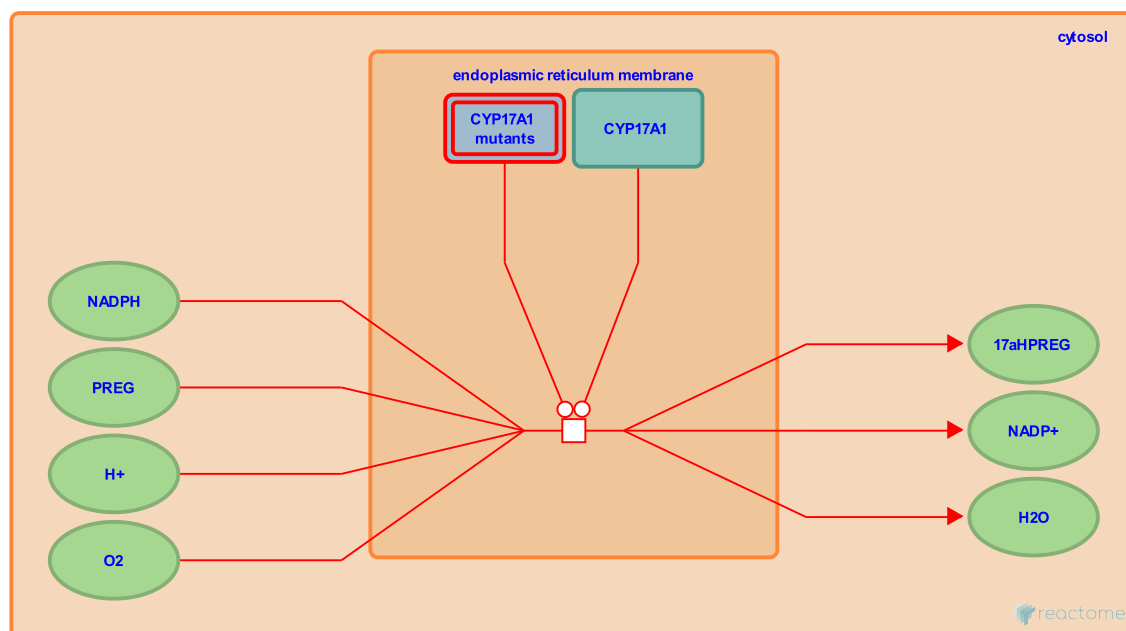 cytosol
endoplasmic reticulum membrane
CYP17A1
mutants
CYP17A1
NADPH
PREG
H+
O2
17aHPREG
NADP+
H2O
reactome